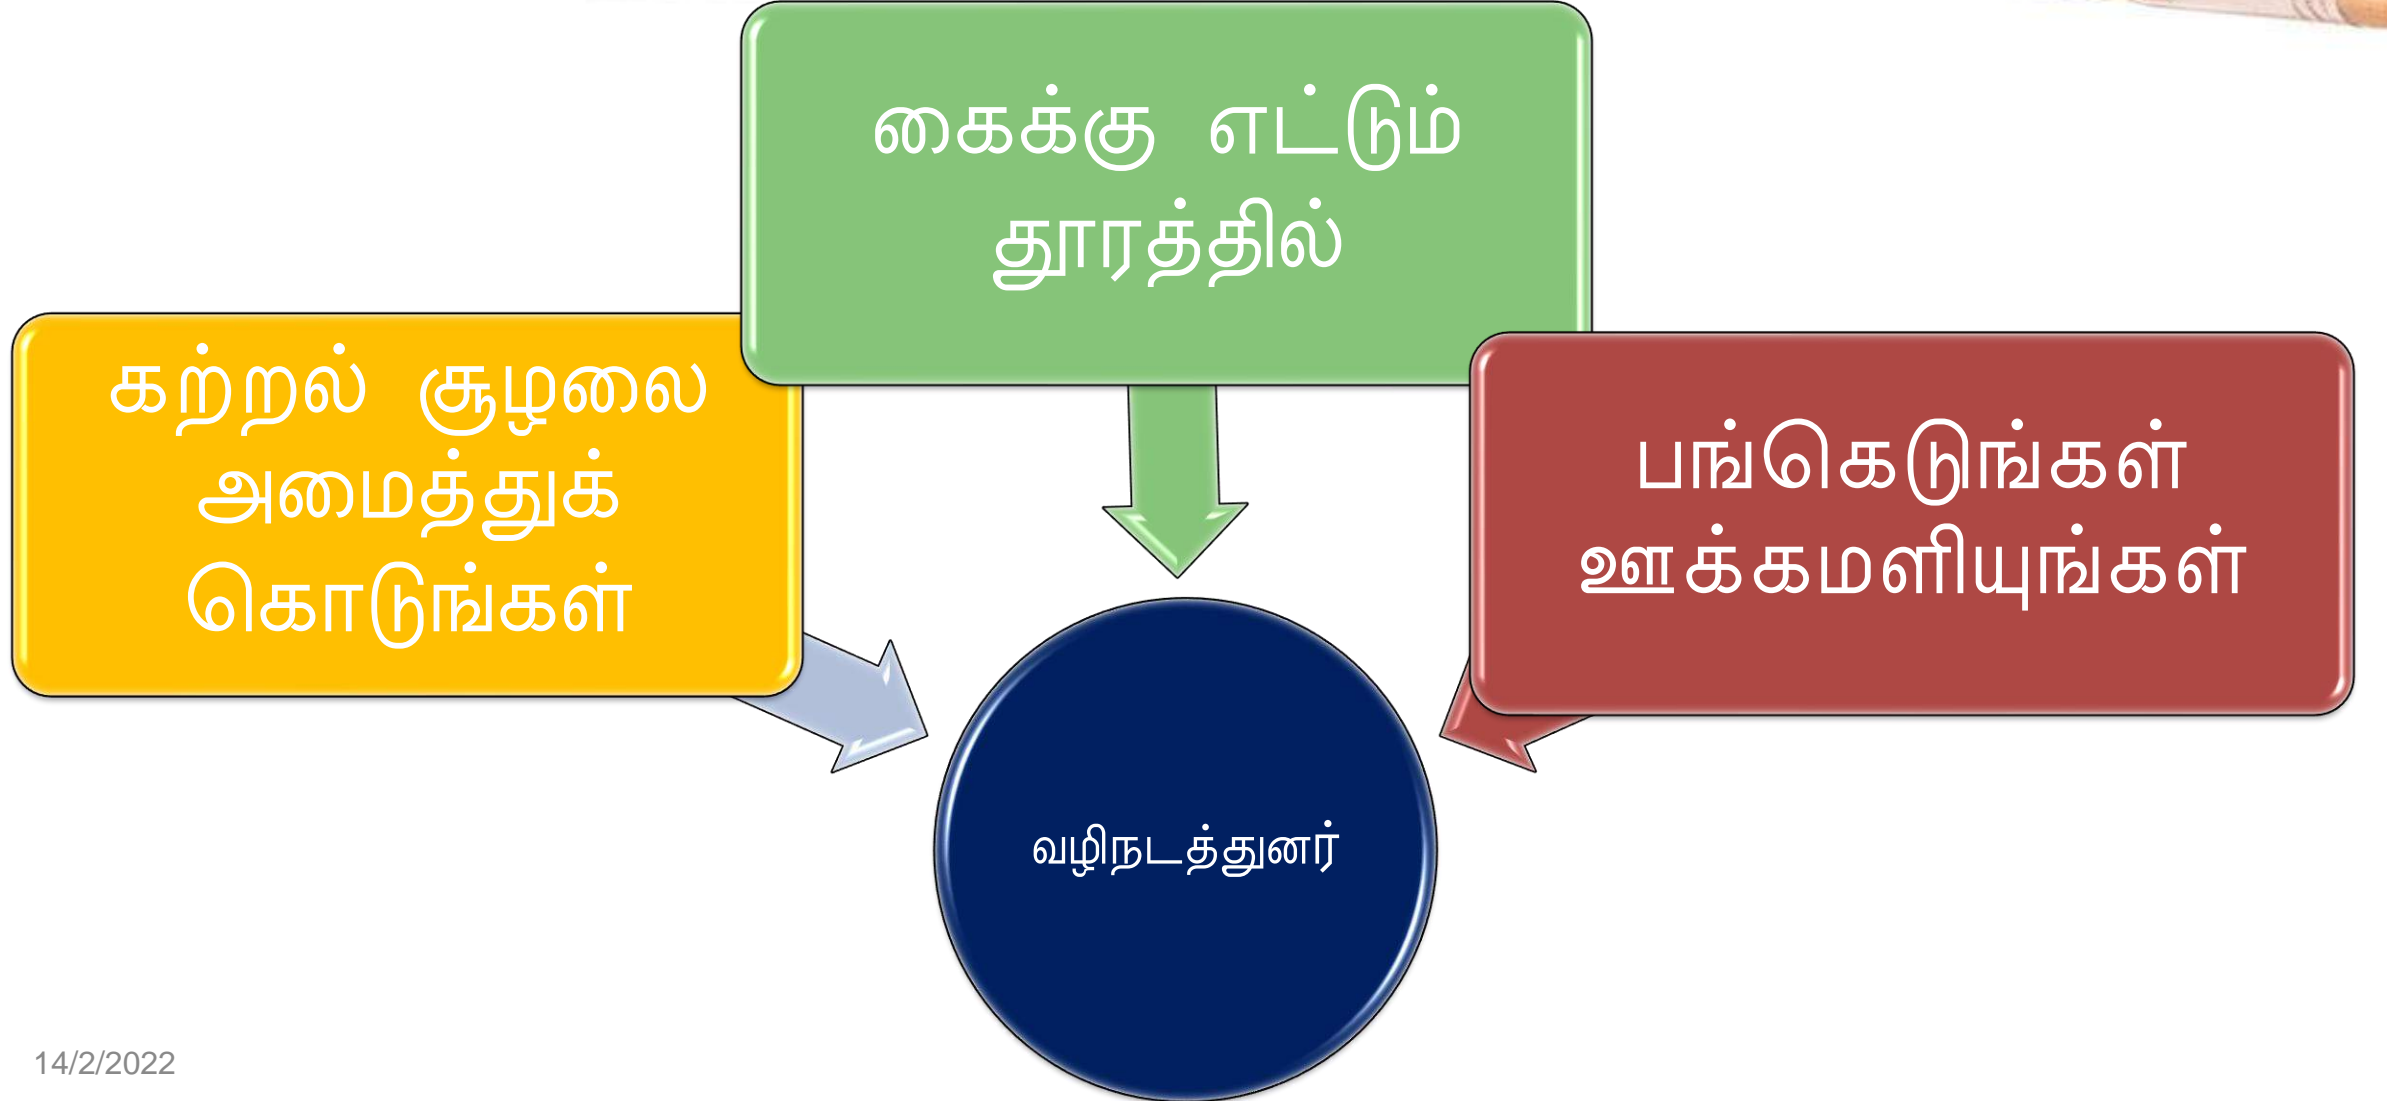 கைக்கு எட்டும்
தூரத்தில்
கற்றல் சூழலை
அமைத்துக்
கொடுங்கள்
பங்கெடுங்கள்
ஊக்கமளியுங்கள்
வழிநடத்துனர்
14/2/2022